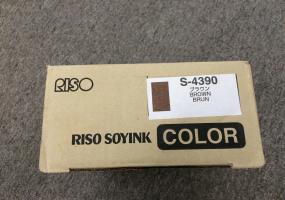 RISO
S-4390
ブラウン
BROWN
BRUN
RISO SOYINK COLOR